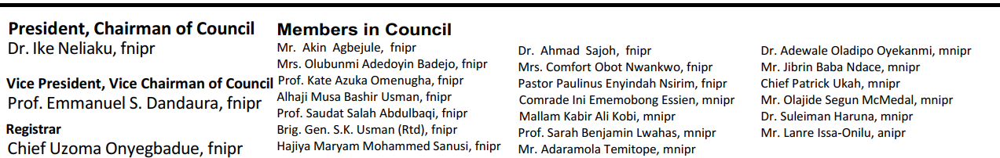 President, Chairman of Council
Dr. Ike Neliaku, fnipr
Vice President, Vice Chairman of Council
Prof. Emmanuel S. Dandaura, fnipr
Registrar
Chief Uzoma Onyegbadue, fnipr
Members in Council
Mr. Akin Agbejule, fnipr
Mrs. Olubunmi Adedoyin Badejo, fnipr
Prof. Kate Azuka Omenugha, fnipr
Alhaji Musa Bashir Usman, fnipr
Prof. Saudat Salah Abdulbaqi, fnipr
Brig. Gen. S.K. Usman (Rtd), fnipr
Hajiya Maryam Mohammed Sanusi, fnipr
Dr. Ahmad Sajoh, fnipr
Mrs. Comfort Obot Nwankwo, fnipr
Pastor Paulinus Enyindah Nsirim, fnipr
Comrade Ini Ememobong Essien, mnipr
Mallam Kabir Ali Kobi, mnipr
Prof. Sarah Benjamin Lwahas, mnipr
Mr. Adaramola Temitope, mnipr
Dr. Adewale Oladipo Oyekanmi, mnipr
Mr. Jibrin Baba Ndace, mnipr
Chief Patrick Ukah, mnipr
Mr. Olajide Segun McMedal, mnipr
Dr. Suleiman Haruna, mnipr
Mr. Lanre Issa-Onilu, anipr